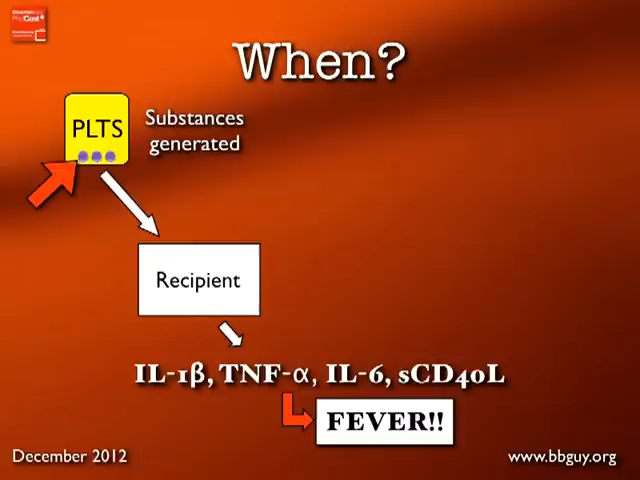 When?
PLTS
Substances
generated
Recipient
IL-1β, TNF-α, IL-6, sCD40L
FEVER!!
December 2012
www.bbguy.org